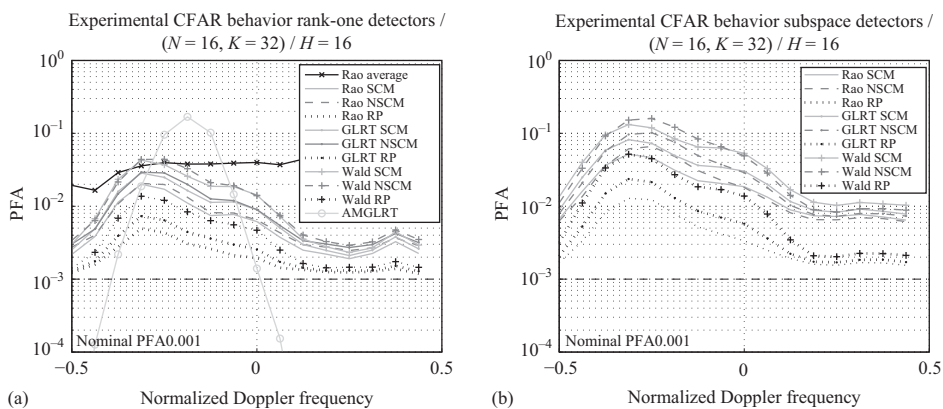 Experimental CFAR behavior rank-one detectors /
(N = 16, K = 32) / H = 16
10^0
10^−1
10^−2
10^−3
10^−4
PFA
Rao average
Rao SCM
Rao NSCM
Rao RP
GLRT SCM
GLRT NSCM
GLRT RP
Wald SCM
Wald NSCM
Wald RP
AMGLRT
Nominal PFA0.001
−0.5
0
0.5
(a)
Normalized Doppler frequency
Experimental CFAR behavior subspace detectors /
(N = 16, K = 32) / H = 16
10^0
10^−1
10^−2
10^−3
10^−4
PFA
Rao SCM
Rao NSCM
Rao RP
GLRT SCM
GLRT NSCM
GLRT RP
Wald SCM
Wald NSCM
Wald RP
Nominal PFA0.001
−0.5
0
0.5
(b)
Normalized Doppler frequency